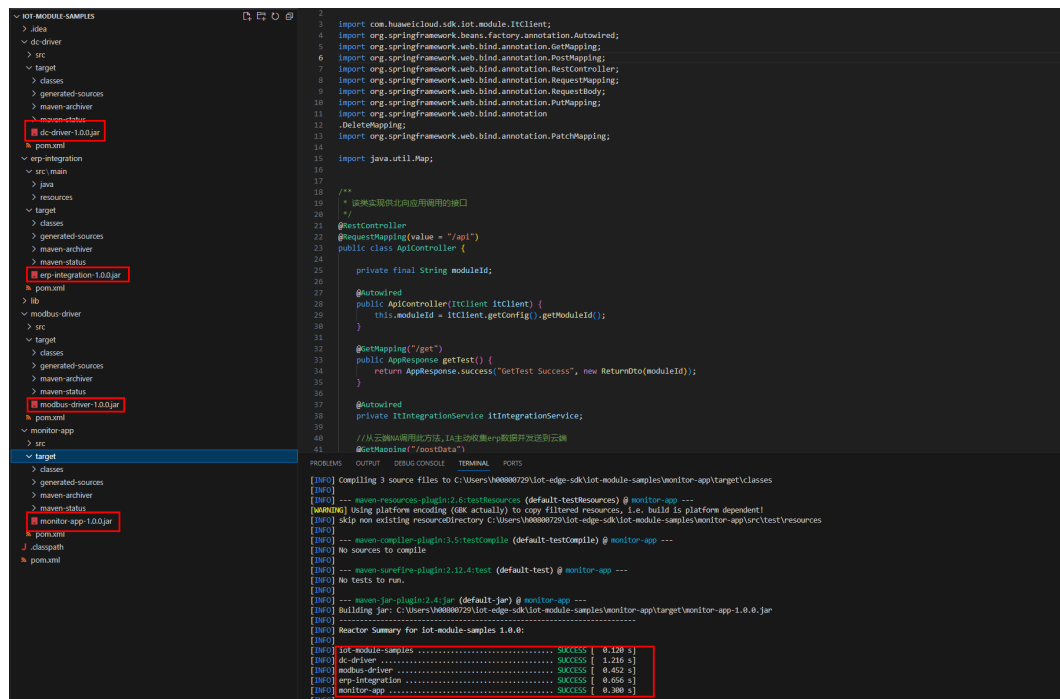 IOT-MODULE-SAMPLES
.idea
dc-driver
src
target
classes
generated-sources
maven-archiver
maven-status
dc-driver-1.0.0.jar
pom.xml
erp-integration
src\main
java
resources
target
classes
generated-sources
maven-archiver
maven-status
erp-integration-1.0.0.jar
pom.xml
lib
modbus-driver
src
target
classes
generated-sources
maven-archiver
maven-status
modbus-driver-1.0.0.jar
pom.xml
monitor-app
src
target
classes
generated-sources
maven-archiver
maven-status
monitor-app-1.0.0.jar
pom.xml
.classpath
pom.xml
2
3 import com.huaweicloud.sdk.iot.module.ItClient;
4 import org.springframework.beans.factory.annotation.Autowired;
5 import org.springframework.web.bind.annotation.GetMapping;
6 import org.springframework.web.bind.annotation.PostMapping;
7 import org.springframework.web.bind.annotation.RestController;
8 import org.springframework.web.bind.annotation.RequestMapping;
9 import org.springframework.web.bind.annotation.RequestBody;
10 import org.springframework.web.bind.annotation.PutMapping;
11 import org.springframework.web.bind.annotation
12 .DeleteMapping;
13 import org.springframework.web.bind.annotation.PatchMapping;
14
15 import java.util.Map;
16
17
18 /**
19 * 该类实现供北向应用调用的接口
20 */
21 @RestController
22 @RequestMapping(value = "/api")
23 public class ApiController {
24
25 private final String moduleId;
26
27 @Autowired
28 public ApiController(ItClient itClient) {
29 this.moduleId = itClient.getConfig().getModuleId();
30 }
31
32 @GetMapping("/get")
33 public AppResponse getTest() {
34 return AppResponse.success("GetTest Success", new ReturnDto(moduleId));
35 }
36
37 @Autowired
38 private ItIntegrationService itIntegrationService;
39
40 //从云端NA调用此方法,IA主动收集erp数据并发送到云端
41 @GetMapping("/postData")
PROBLEMS OUTPUT DEBUG CONSOLE TERMINAL PORTS
[INFO] Compiling 3 source files to C:\Users\h00800729\iot-edge-sdk\iot-module-samples\monitor-app\target\classes
[INFO]
[INFO] --- maven-resources-plugin:2.6:testResources (default-testResources) @ monitor-app ---
[WARNING] Using platform encoding (GBK actually) to copy filtered resources, i.e. build is platform dependent!
[INFO] skip non existing resourceDirectory C:\Users\h00800729\iot-edge-sdk\iot-module-samples\monitor-app\src\test\resources
[INFO]
[INFO] --- maven-compiler-plugin:3.5:testCompile (default-testCompile) @ monitor-app ---
[INFO] No sources to compile
[INFO]
[INFO] --- maven-surefire-plugin:2.12.4:test (default-test) @ monitor-app ---
[INFO] No tests to run.
[INFO]
[INFO] --- maven-jar-plugin:2.4:jar (default-jar) @ monitor-app ---
[INFO] Building jar: C:\Users\h00800729\iot-edge-sdk\iot-module-samples\monitor-app\target\monitor-app-1.0.0.jar
[INFO] ------------------------------------------------------------------------
[INFO] Reactor Summary for iot-module-samples 1.0.0:
[INFO]
[INFO] iot-module-samples ................................. SUCCESS [ 0.120 s]
[INFO] dc-driver .......................................... SUCCESS [ 1.216 s]
[INFO] modbus-driver ...................................... SUCCESS [ 0.452 s]
[INFO] erp-integration .................................... SUCCESS [ 0.656 s]
[INFO] monitor-app ........................................ SUCCESS [ 0.300 s]